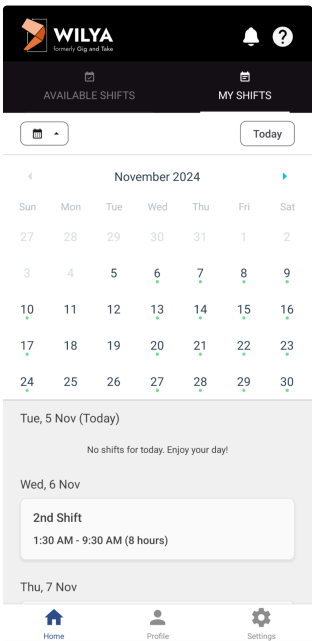 WILYA
formerly Gig and Take
?
AVAILABLE SHIFTS
MY SHIFTS
Today
November 2024
Sun Mon Tue Wed Thu Fri Sat
27 28 29 30 31 1 2
3 4 5 6 7 8 9
10 11 12 13 14 15 16
17 18 19 20 21 22 23
24 25 26 27 28 29 30
Tue, 5 Nov (Today)
No shifts for today. Enjoy your day!
Wed, 6 Nov
2nd Shift
1:30 AM - 9:30 AM (8 hours)
Thu, 7 Nov
Home Profile Settings